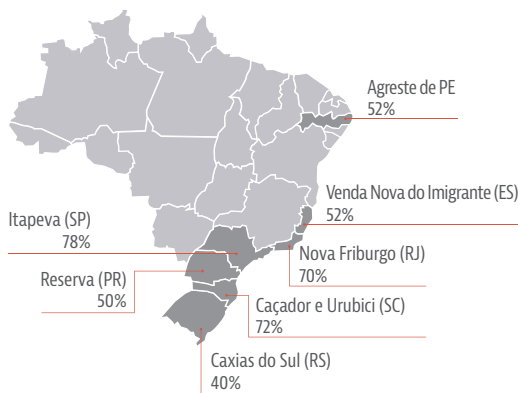 Agreste de PE
52%
Venda Nova do Imigrante (ES)
52%
Itapeva (SP)
78%
Nova Friburgo (RJ)
70%
Reserva (PR)
50%
Caçador e Urubici (SC)
72%
Caxias do Sul (RS)
40%